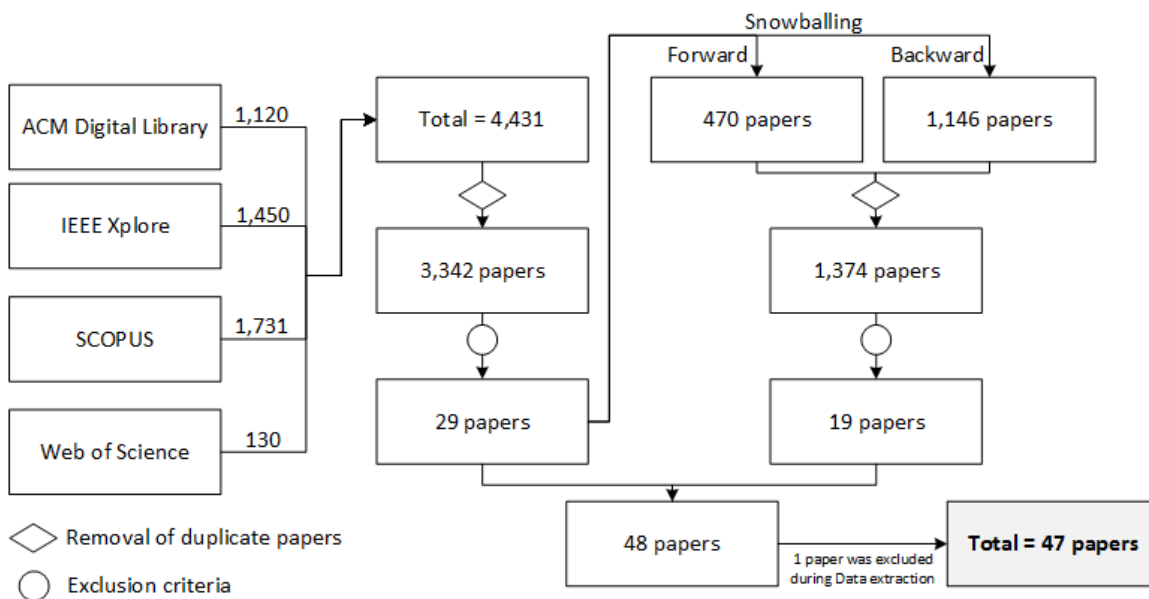 Snowballing
Forward
Backward
ACM Digital Library
1,120
Total = 4,431
470 papers
1,146 papers
IEEE Xplore
1,450
3,342 papers
1,374 papers
SCOPUS
1,731
29 papers
19 papers
Web of Science
130
48 papers
1 paper was excluded
during Data extraction
Total = 47 papers
Removal of duplicate papers
Exclusion criteria